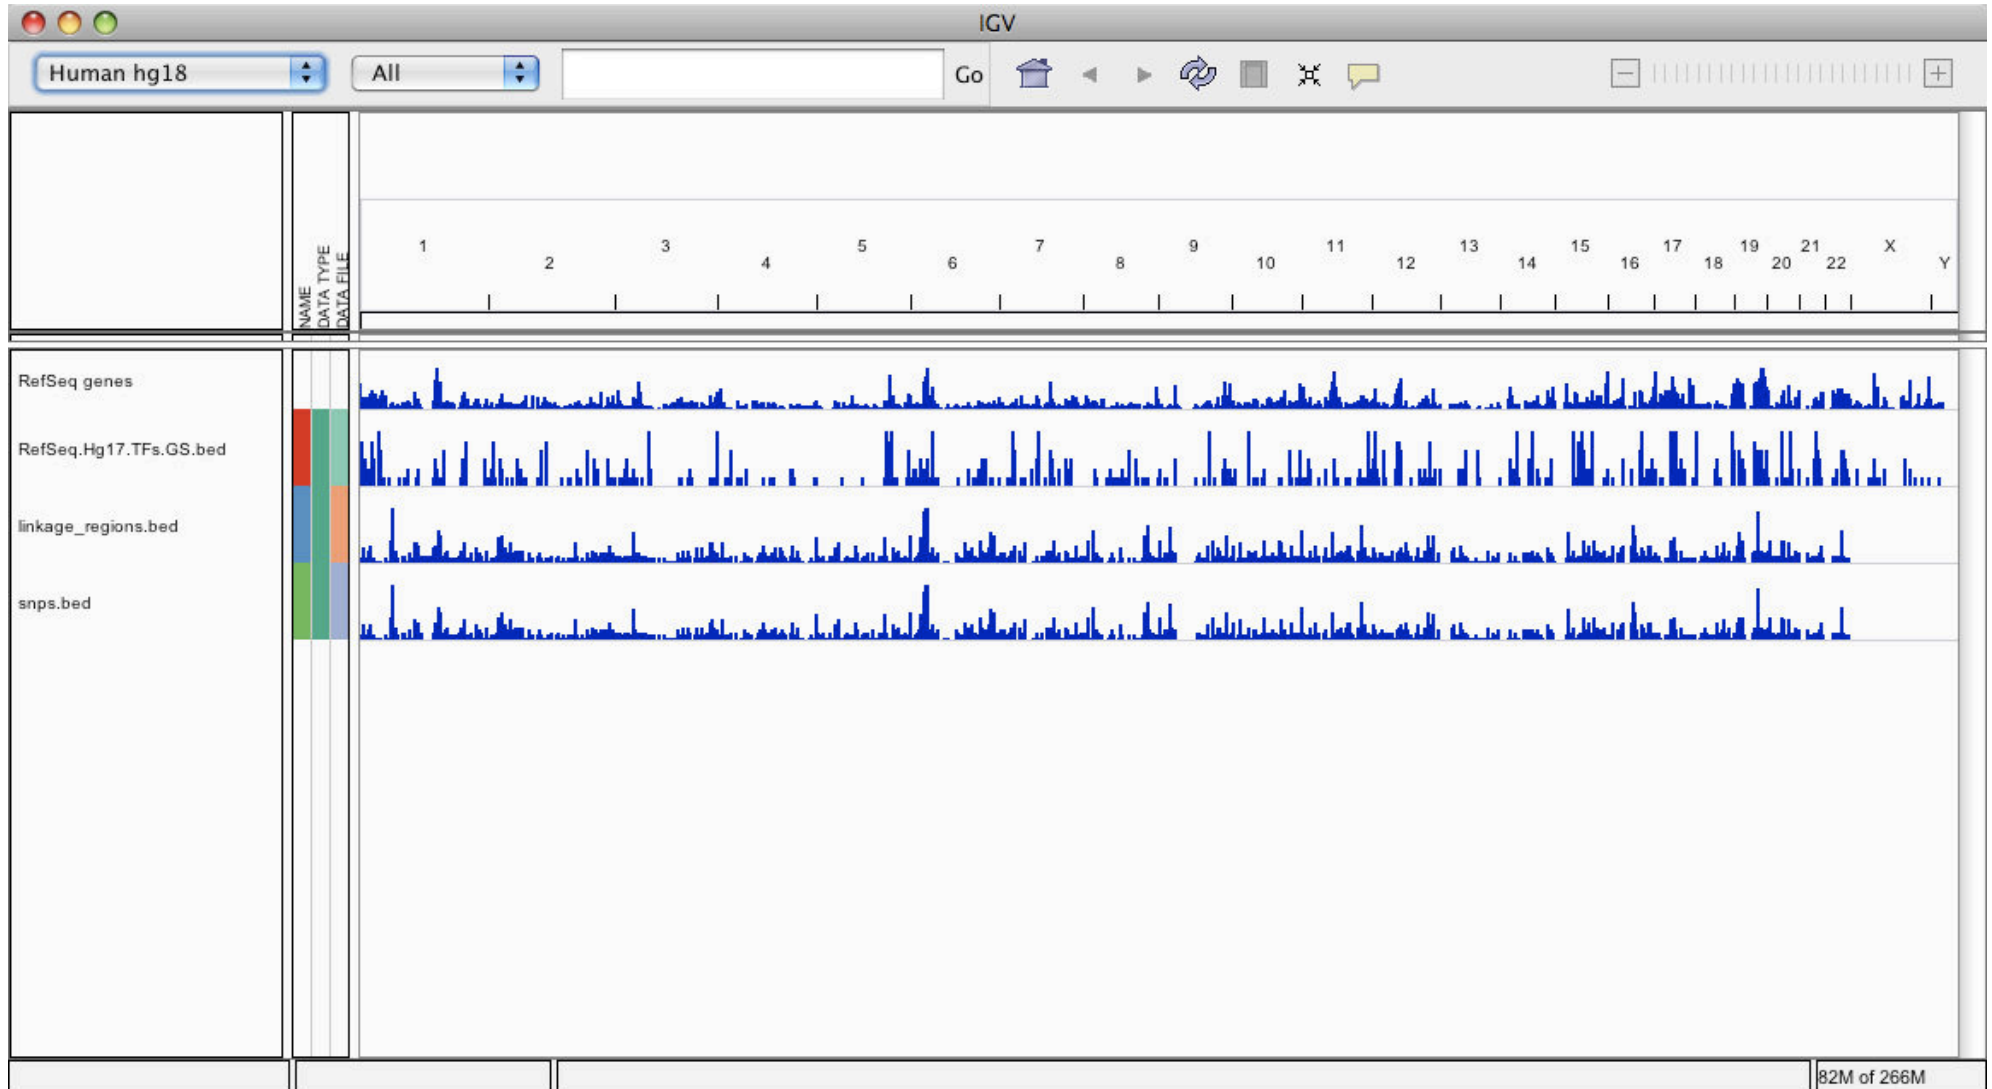 IGV
Human hg18 All Go
NAME
DATA TYPE
DATA FILE
1 3 5 7 9 11 13 15 17 19 21 X
2 4 6 8 10 12 14 16 18 20 22 Y
RefSeq genes
RefSeq.Hg17.TFs.GS.bed
linkage_regions.bed
snps.bed
82M of 266M